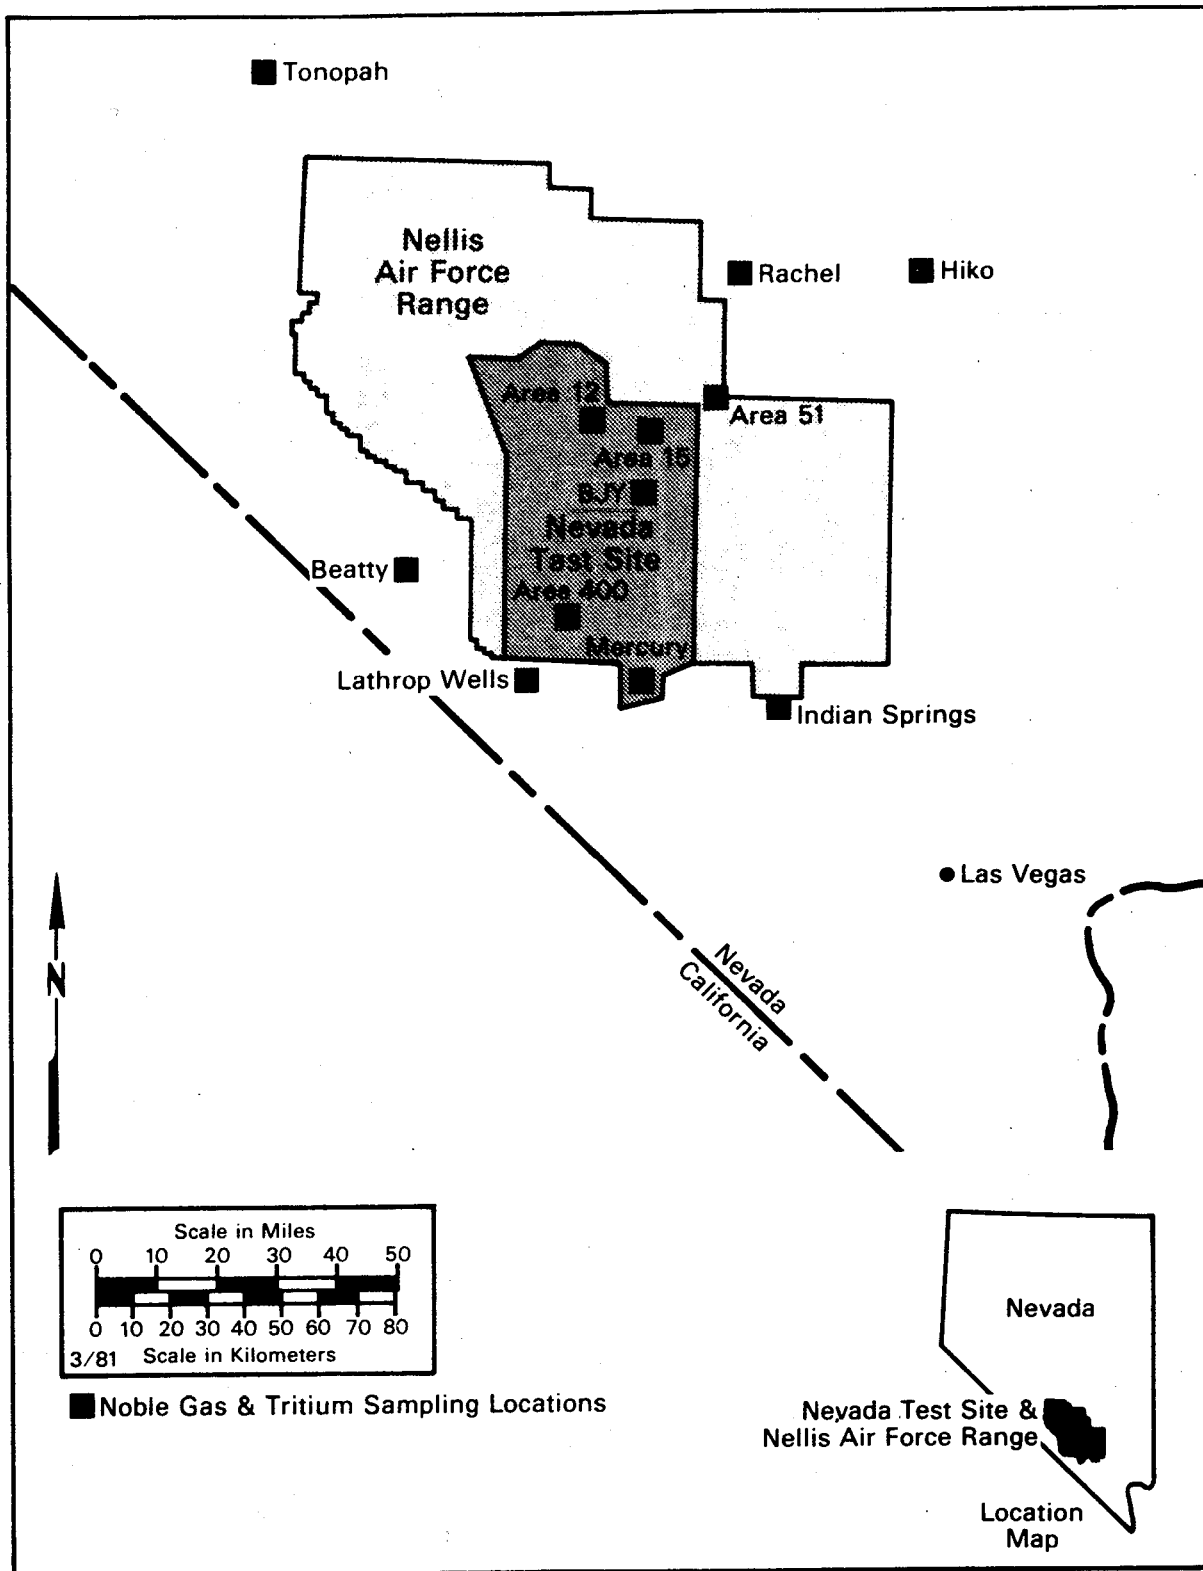 Tonopah
Nellis
Air Force
Range
Rachel
Hiko
Area 12
Area 51
Area 15
BJY
Nevada
Test Site
Beatty
Area 400
Mercury
Lathrop Wells
Indian Springs
Las Vegas
N
Nevada
California
Scale in Miles
0 10 20 30 40 50
0 10 20 30 40 50 60 70 80
3/81 Scale in Kilometers
Noble Gas & Tritium Sampling Locations
Nevada
Nevada Test Site &
Nellis Air Force Range
Location
Map